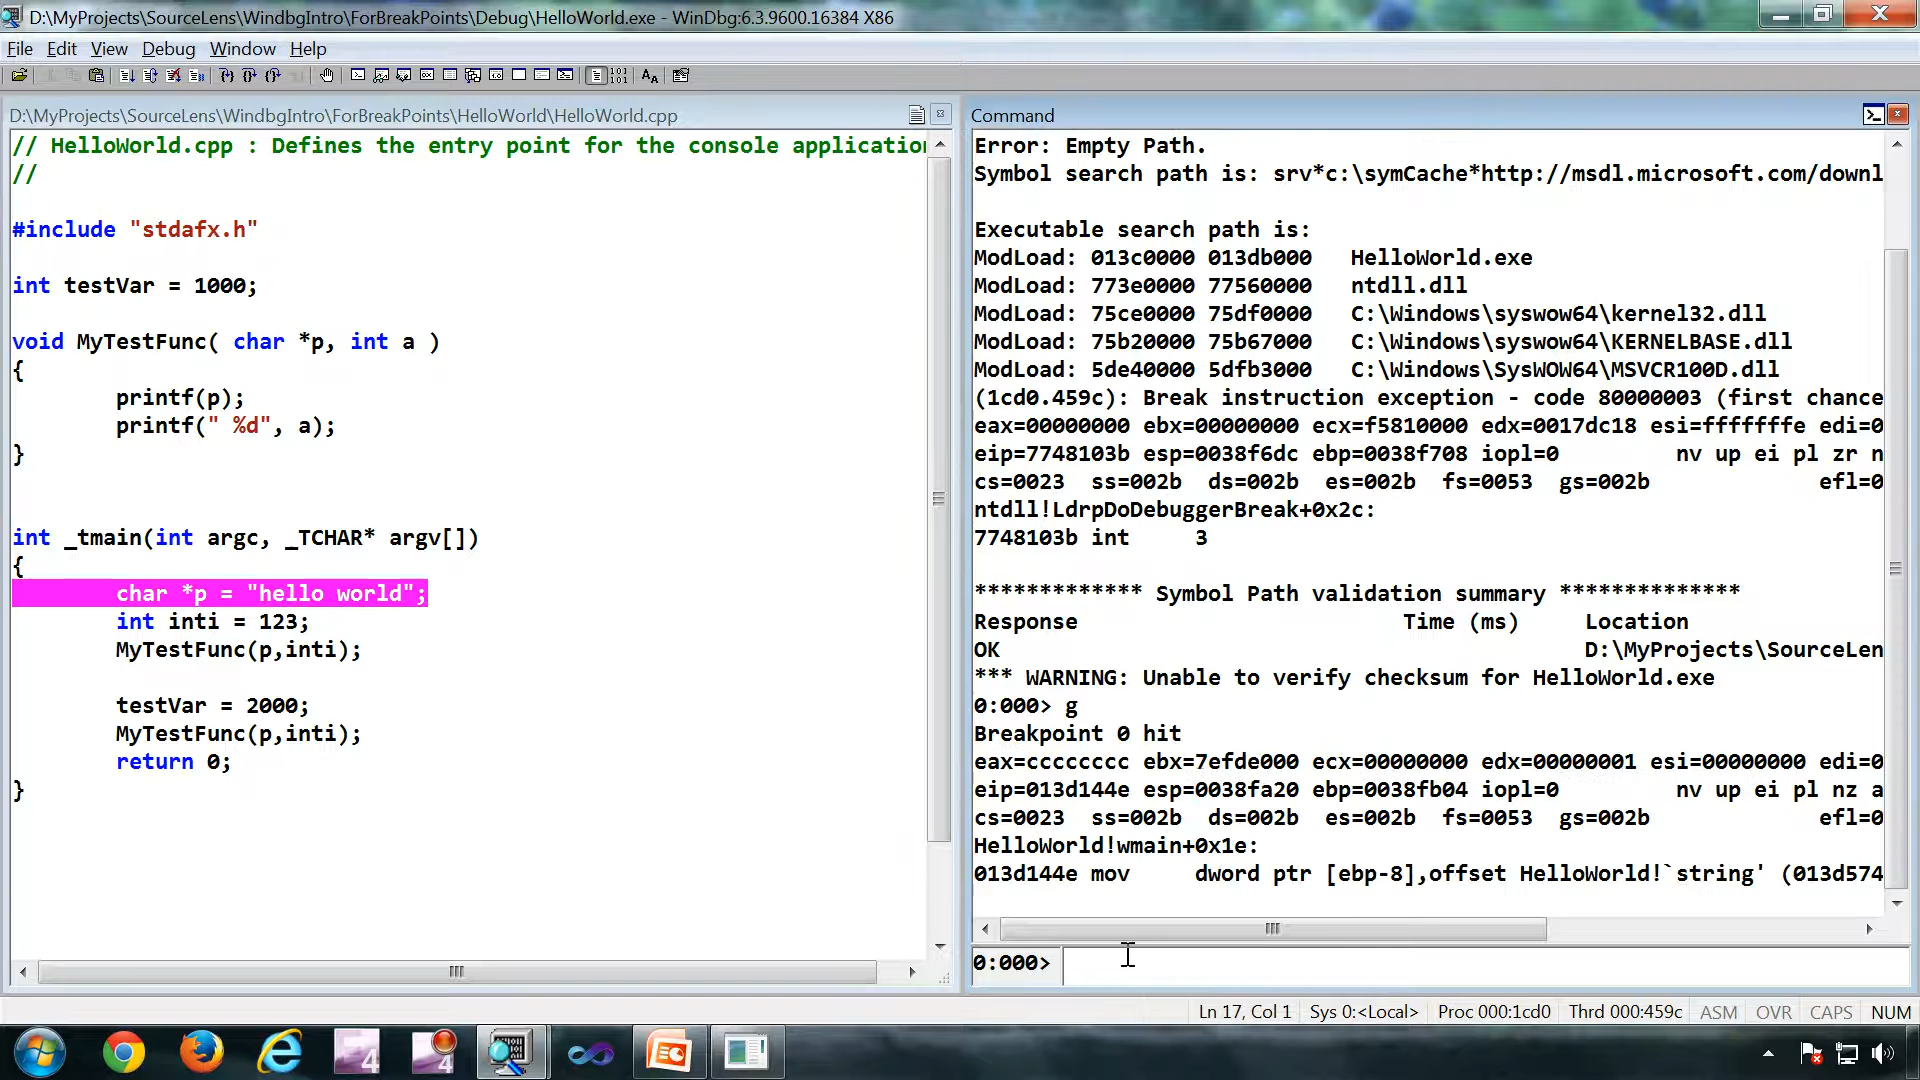 D:\MyProjects\SourceLens\WindbgIntro\ForBreakPoints\Debug\HelloWorld.exe - WinDbg:6.3.9600.16384 X86
File Edit View Debug Window Help
D:\MyProjects\SourceLens\WindbgIntro\ForBreakPoints\HelloWorld\HelloWorld.cpp
// HelloWorld.cpp : Defines the entry point for the console application
//
#include "stdafx.h"
int testVar = 1000;
void MyTestFunc( char *p, int a )
{
printf(p);
printf(" %d", a);
}
int _tmain(int argc, _TCHAR* argv[])
{
char *p = "hello world";
int inti = 123;
MyTestFunc(p,inti);
testVar = 2000;
MyTestFunc(p,inti);
return 0;
}
Command
Error: Empty Path.
Symbol search path is: srv*c:\symCache*http://msdl.microsoft.com/downl
Executable search path is:
ModLoad: 013c0000 013db000   HelloWorld.exe
ModLoad: 773e0000 77560000   ntdll.dll
ModLoad: 75ce0000 75df0000   C:\Windows\syswow64\kernel32.dll
ModLoad: 75b20000 75b67000   C:\Windows\syswow64\KERNELBASE.dll
ModLoad: 5de40000 5dfb3000   C:\Windows\SysWOW64\MSVCR100D.dll
(1cd0.459c): Break instruction exception - code 80000003 (first chance
eax=00000000 ebx=00000000 ecx=f5810000 edx=0017dc18 esi=fffffffe edi=0
eip=7748103b esp=0038f6dc ebp=0038f708 iopl=0         nv up ei pl zr n
cs=0023  ss=002b  ds=002b  es=002b  fs=0053  gs=002b             efl=0
ntdll!LdrpDoDebuggerBreak+0x2c:
7748103b int     3
************* Symbol Path validation summary **************
Response                         Time (ms)     Location
OK                                             D:\MyProjects\SourceLen
*** WARNING: Unable to verify checksum for HelloWorld.exe
0:000> g
Breakpoint 0 hit
eax=cccccccc ebx=7efde000 ecx=00000000 edx=00000001 esi=00000000 edi=0
eip=013d144e esp=0038fa20 ebp=0038fb04 iopl=0         nv up ei pl nz a
cs=0023  ss=002b  ds=002b  es=002b  fs=0053  gs=002b             efl=0
HelloWorld!wmain+0x1e:
013d144e mov     dword ptr [ebp-8],offset HelloWorld!`string' (013d574
0:000>
Ln 17, Col 1 Sys 0:<Local> Proc 000:1cd0 Thrd 000:459c ASM OVR CAPS NUM